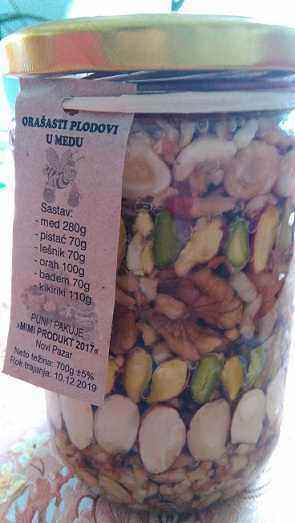 ORAŠASTI PLODOVI
U MEDU
Sastav:
- med 280g
- pistać 70g
- lešnik 70g
- orah 100g
- badem 70g
- kikiriki 110g
PUNI I PAKUJE
»MIMI PRODUKT 2017«
Novi Pazar
Neto težina: 700g ±5%
Rok trajanja: 10.12.2019